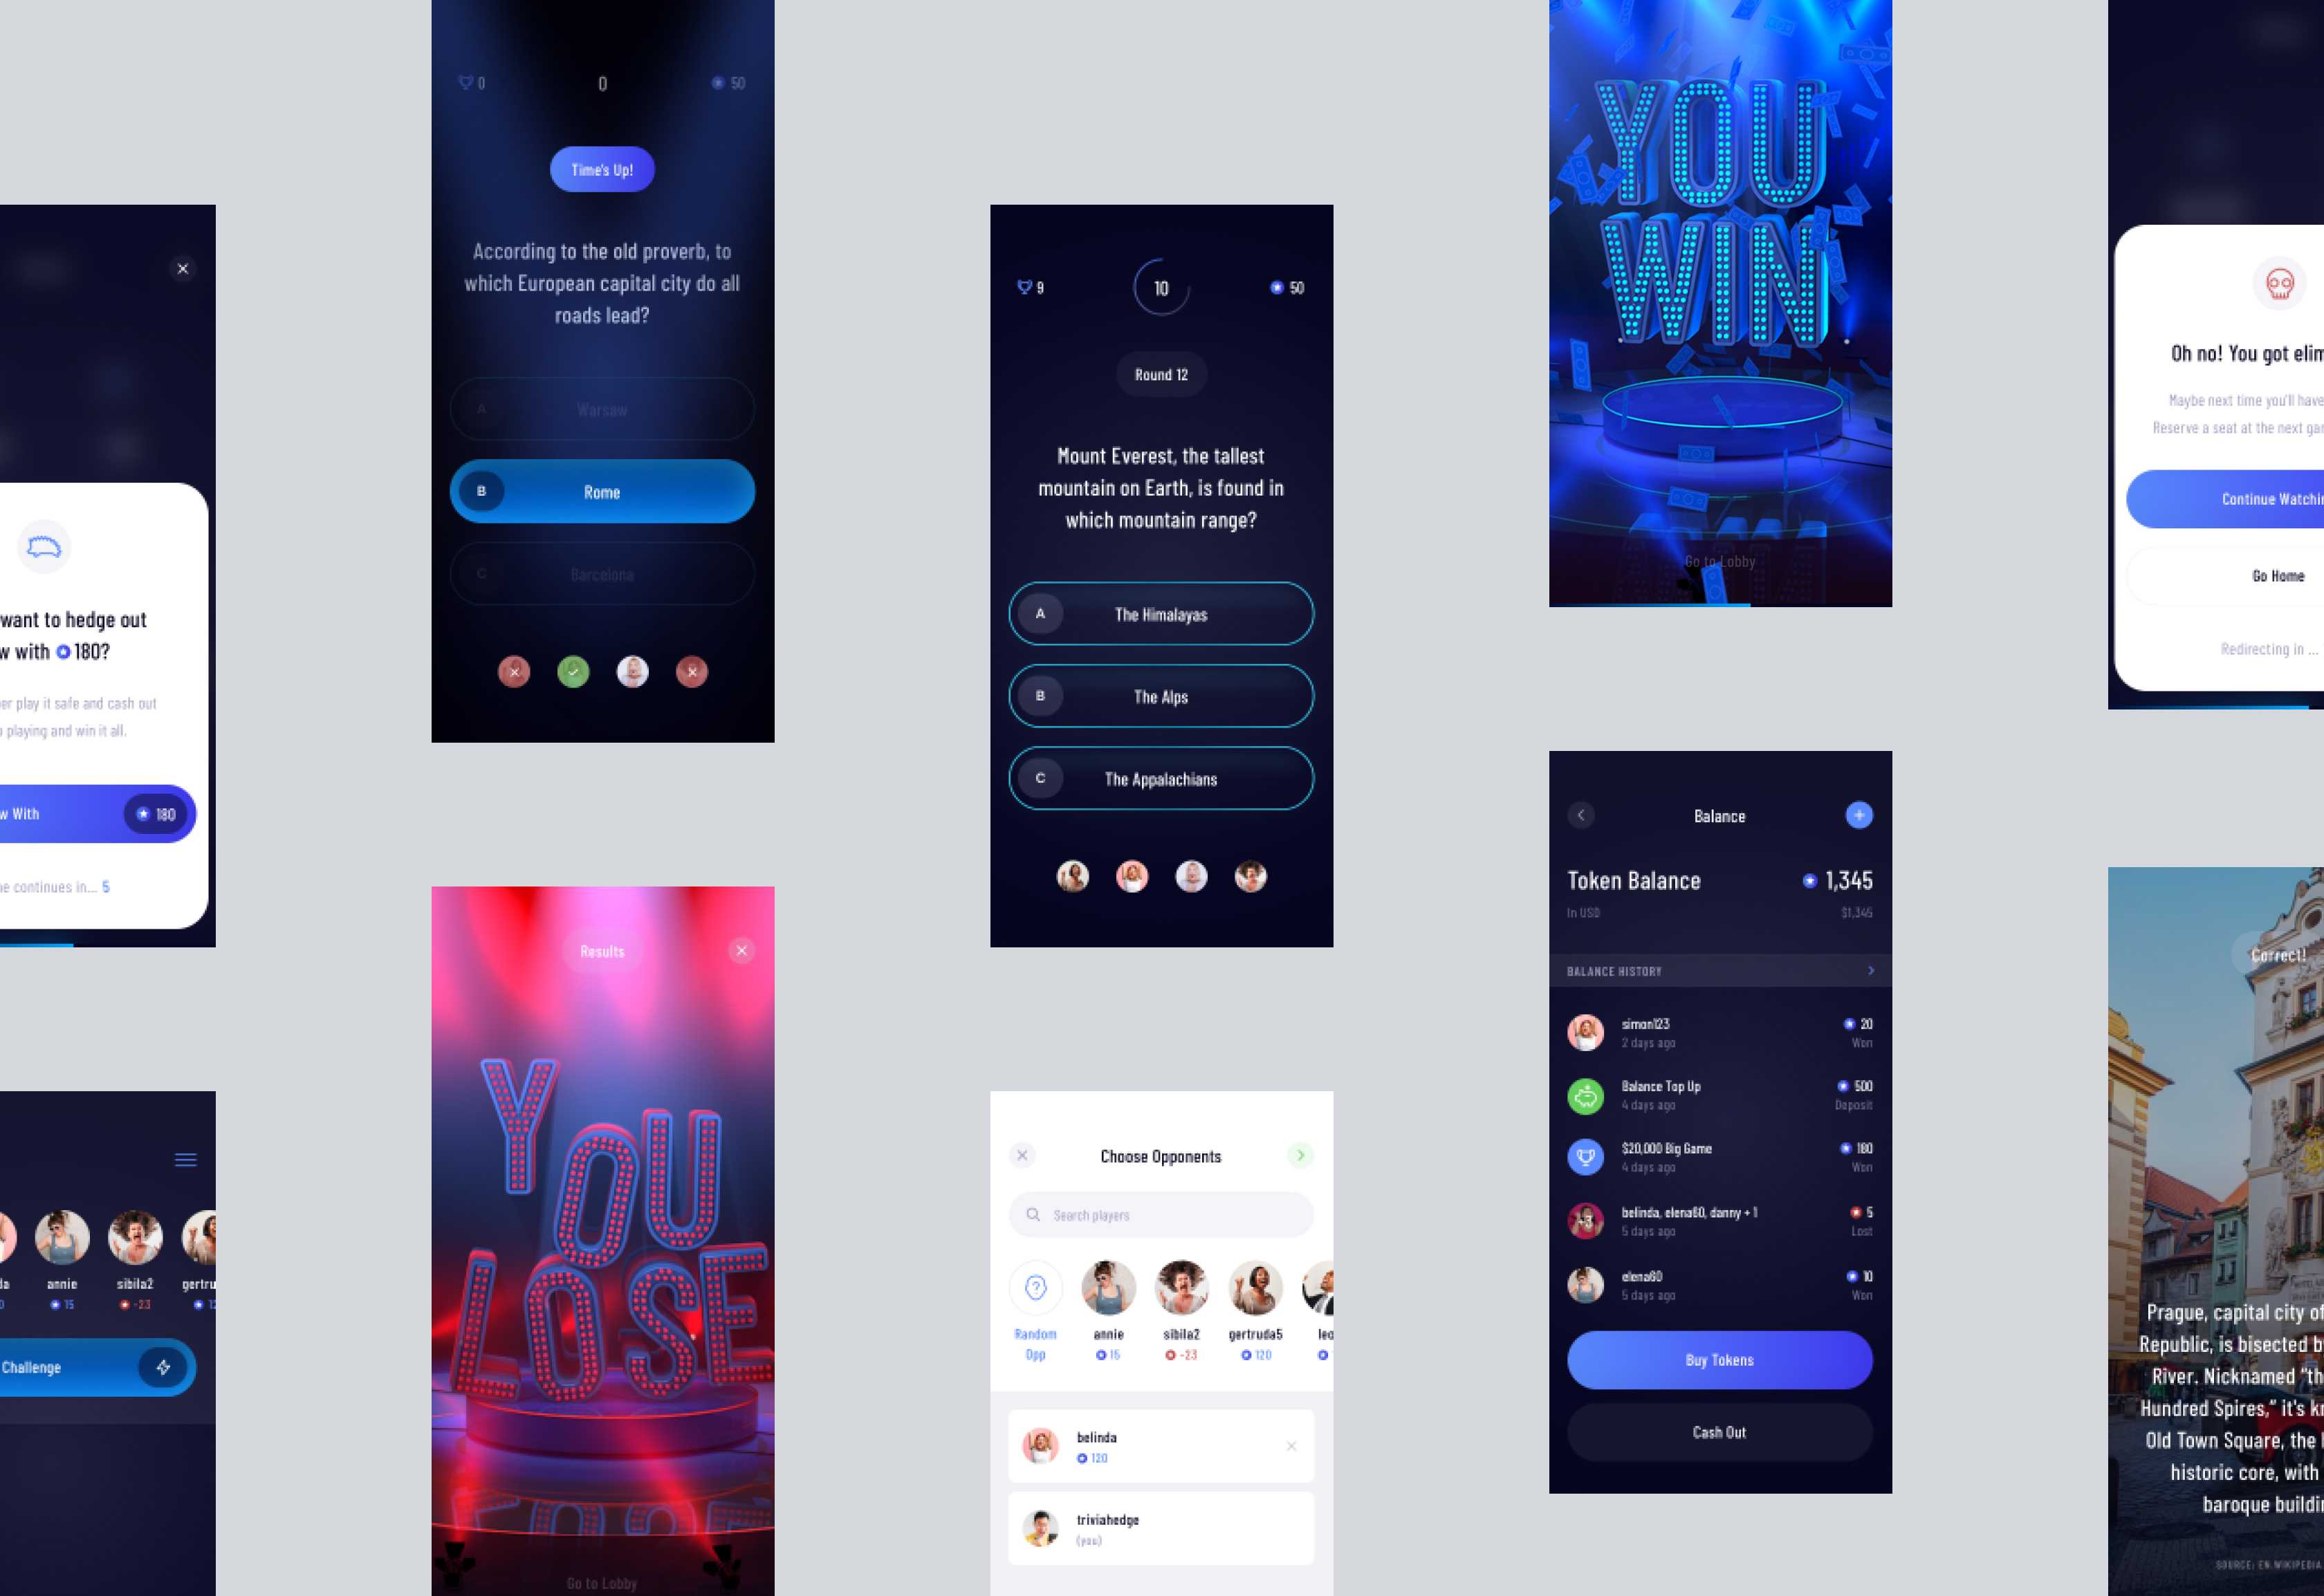 want to hedge out
w with 180?
er play it safe and cash out
playing and win it all.
w With
180
e continues in... 5
da
annie
sibila2
gertru
0
15
-23
12
Challenge
0
0
50
Time's Up!
According to the old proverb, to
which European capital city do all
roads lead?
A
Warsaw
B
Rome
C
Barcelona
Results
YOU
LOSE
Go to Lobby
9
10
50
Round 12
Mount Everest, the tallest
mountain on Earth, is found in
which mountain range?
A
The Himalayas
B
The Alps
C
The Appalachians
Choose Opponents
Search players
Random
Opp
annie
15
sibila2
-23
gertruda5
120
leo
belinda
120
triviahedge
(you)
YOU
WIN
Go to Lobby
Balance
Token Balance
1,345
In USD
$1,345
BALANCE HISTORY
simon123
20
2 days ago
Won
Balance Top Up
500
4 days ago
Deposit
$20,000 Big Game
180
4 days ago
Won
belinda, elena60, danny + 1
5
+3
5 days ago
Lost
elena60
10
5 days ago
Won
Buy Tokens
Cash Out
Oh no! You got elim
Maybe next time you'll have
Reserve a seat at the next gam
Continue Watchin
Go Home
Redirecting in ...
Correct!
Prague, capital city of
Republic, is bisected b
River. Nicknamed "th
Hundred Spires," it's kn
Old Town Square, the
historic core, with
baroque buildin
SOURCE: EN.WIKIPEDIA.